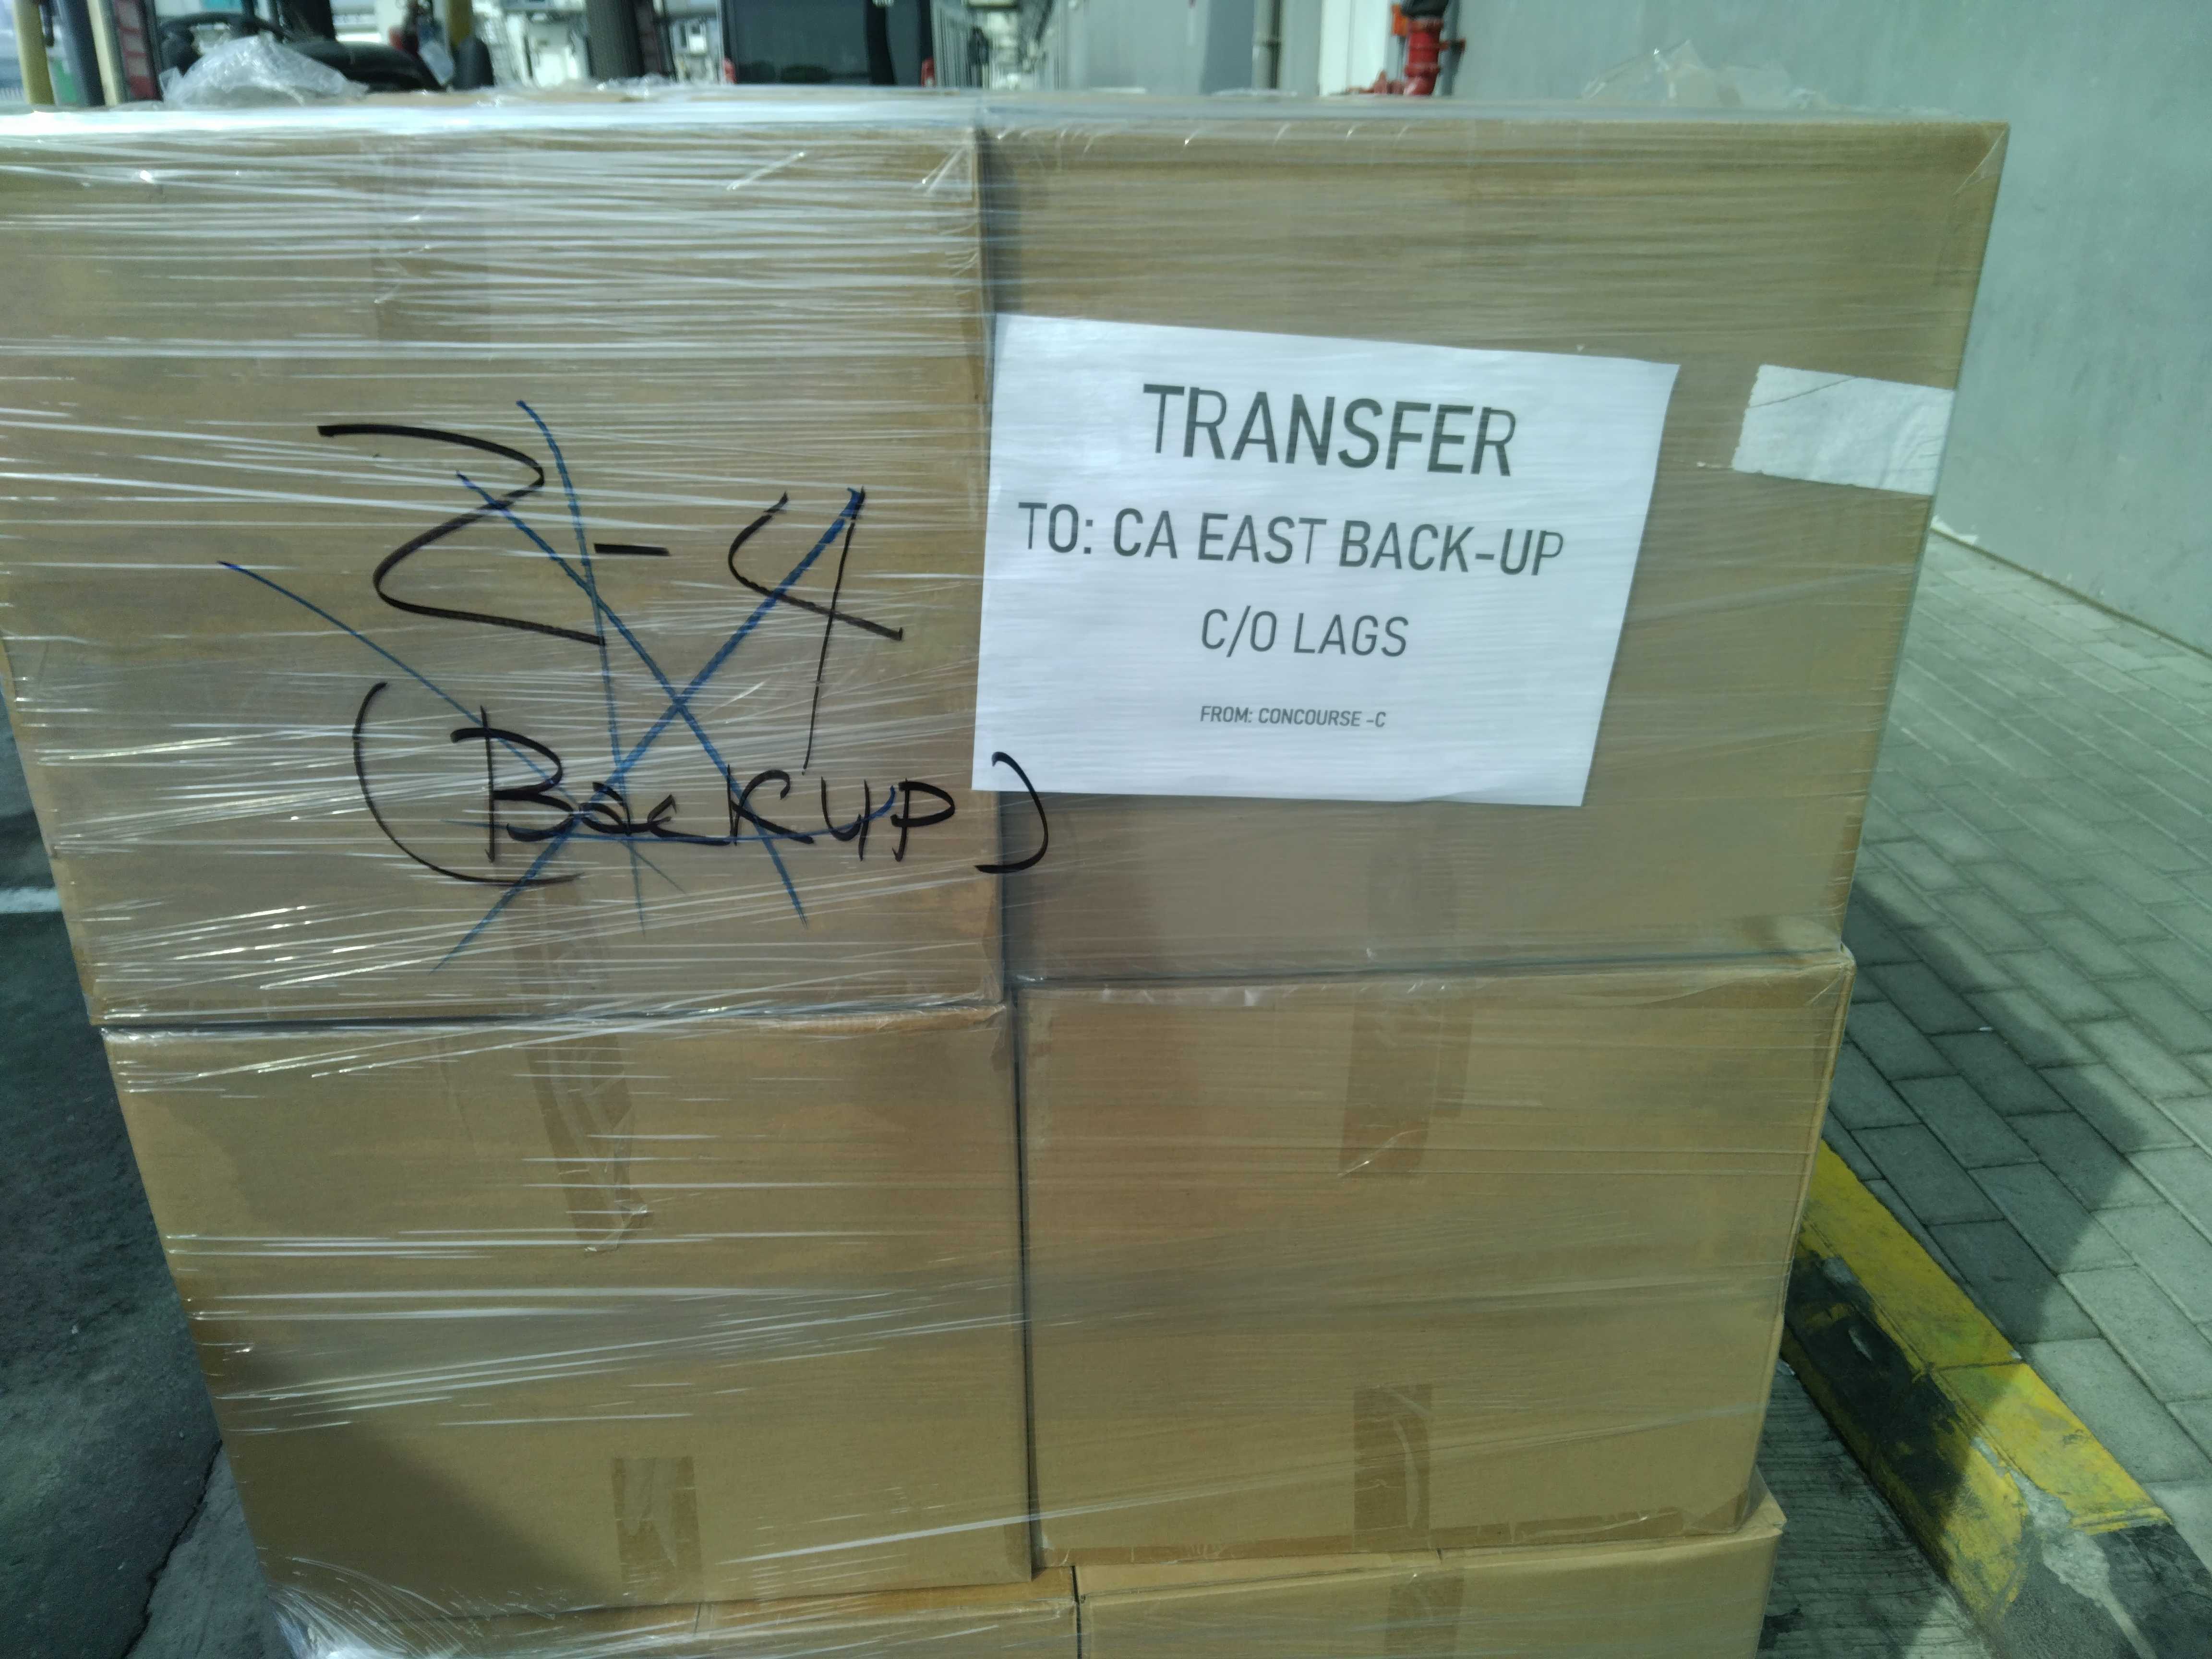 2-4
(Backup)
TRANSFER
TO: CA EAST BACK-UP
C/O LAGS
FROM: CONCOURSE -C